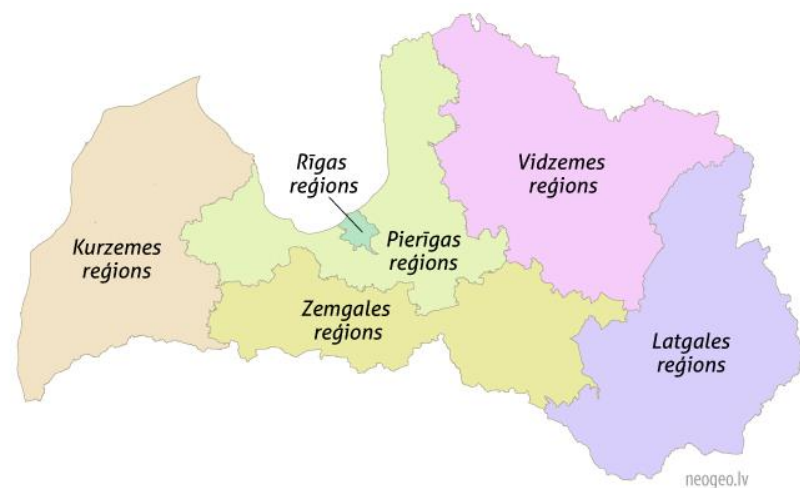 Rīgas
reģions
Vidzemes
reģions
Kurzemes
reģions
Pierīgas
reģions
Zemgales
reģions
Latgales
reģions
neogeo.lv